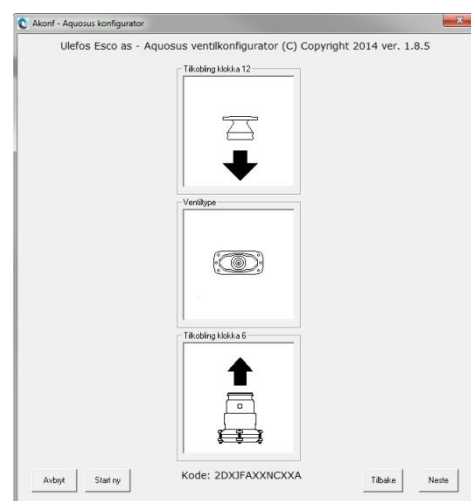 Akonf - Aquosus konfigurator
Ulefos Esco as - Aquosus ventilkonfigurator (C) Copyright 2014 ver. 1.8.5
Tilkobling klokka 12
Ventiltype
Tilkobling klokka 6
Avbryt
Start ny
Kode: 2DXJFAXXNCXXA
Tilbake
Neste